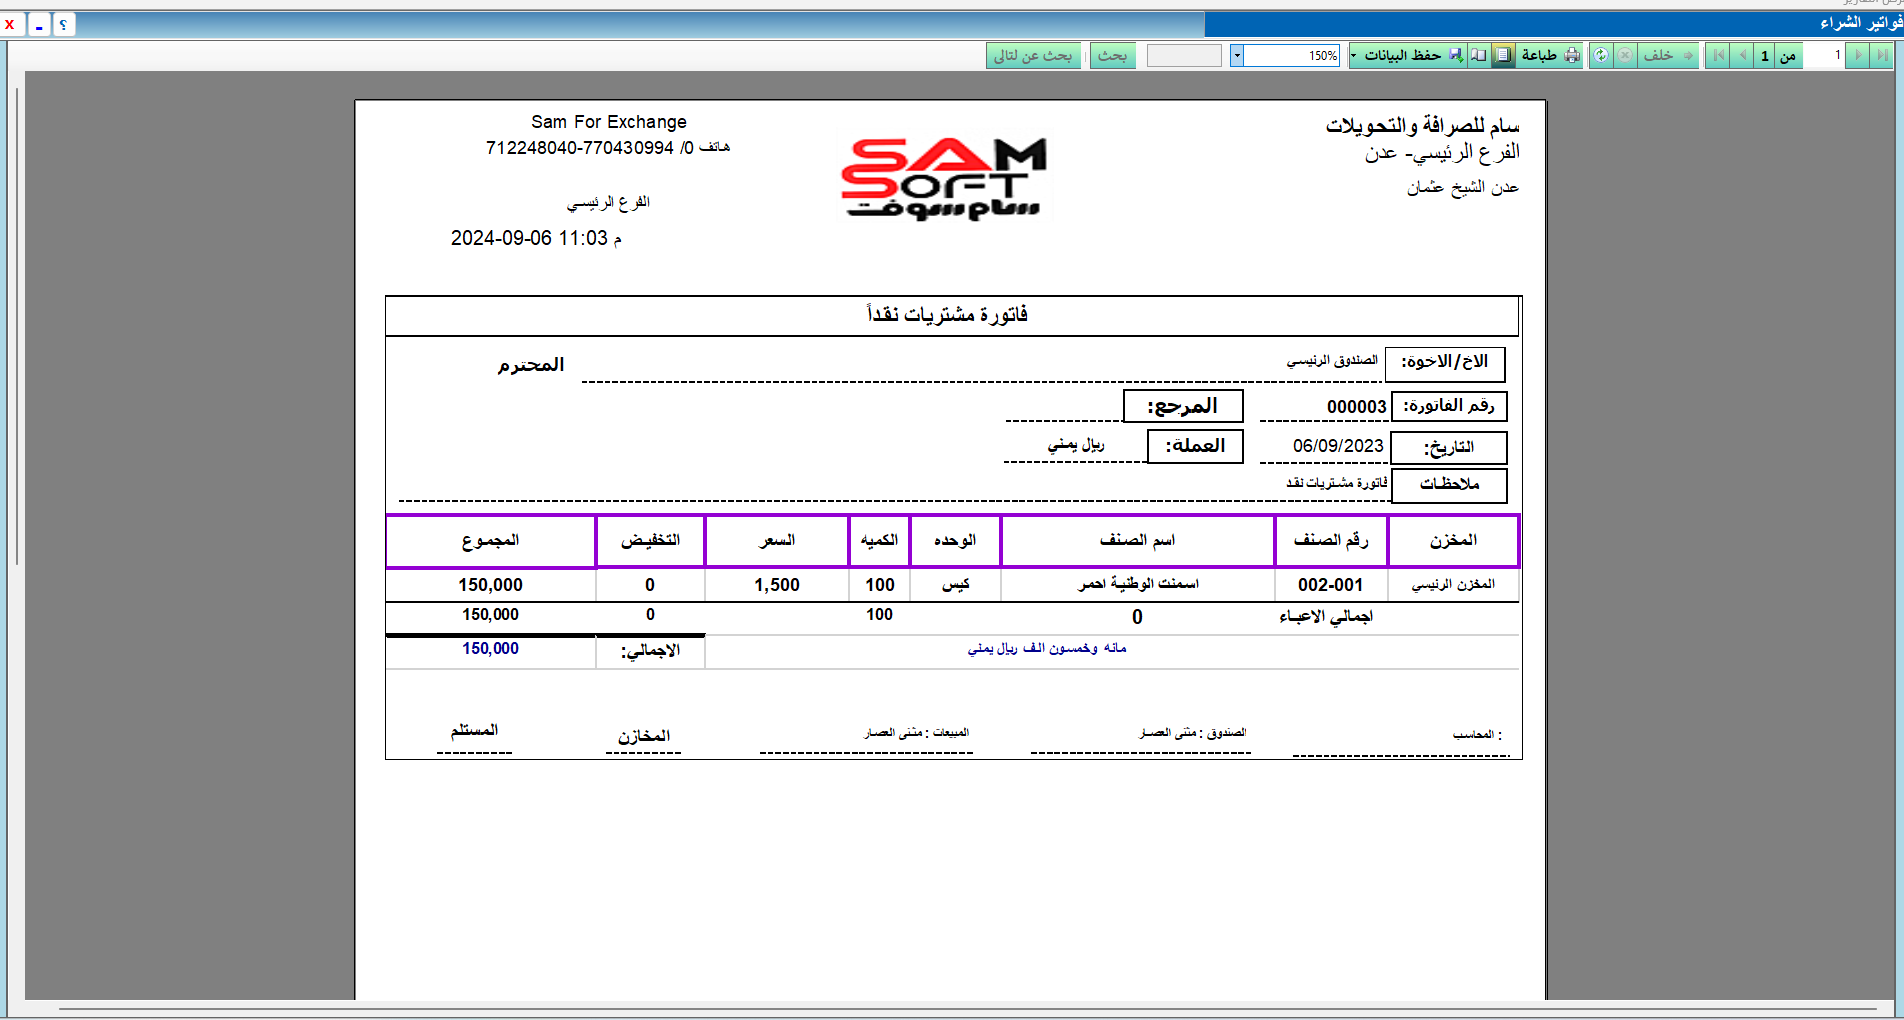 فواتير الشراء
X - ؟
1 من 1 خلف طباعة حفظ البيانات 150% بحث بحث عن لتالى
سام للصرافة والتحويلات
الفرع الرئيسي- عدن
عدن الشيخ عثمان
SAM
SOFT
سام سوفت
Sam For Exchange
هاتف 0/ 770430994-712248040
الفرع الرئيسي
2024-09-06 11:03 م
فاتورة مشتريات نقداً
الاخ/الاخوة: الصندوق الرئيسي المحترم
رقم الفاتورة: 000003 المرجع:
التاريخ: 06/09/2023 العملة: ريال يمني
ملاحظات فاتورة مشتريات نقد
المخزن رقم الصنف اسم الصنف الوحده الكميه السعر التخفيض المجموع
المخزن الرئيسي 002-001 اسمنت الوطنية احمر كيس 100 1,500 0 150,000
اجمالي الاعباء 0 100 0 150,000
مائه وخمسون الف ريال يمني الاجمالي: 150,000
المحاسب : الصندوق : مثنى العصار المبيعات : مثنى العصار المخازن المستلم